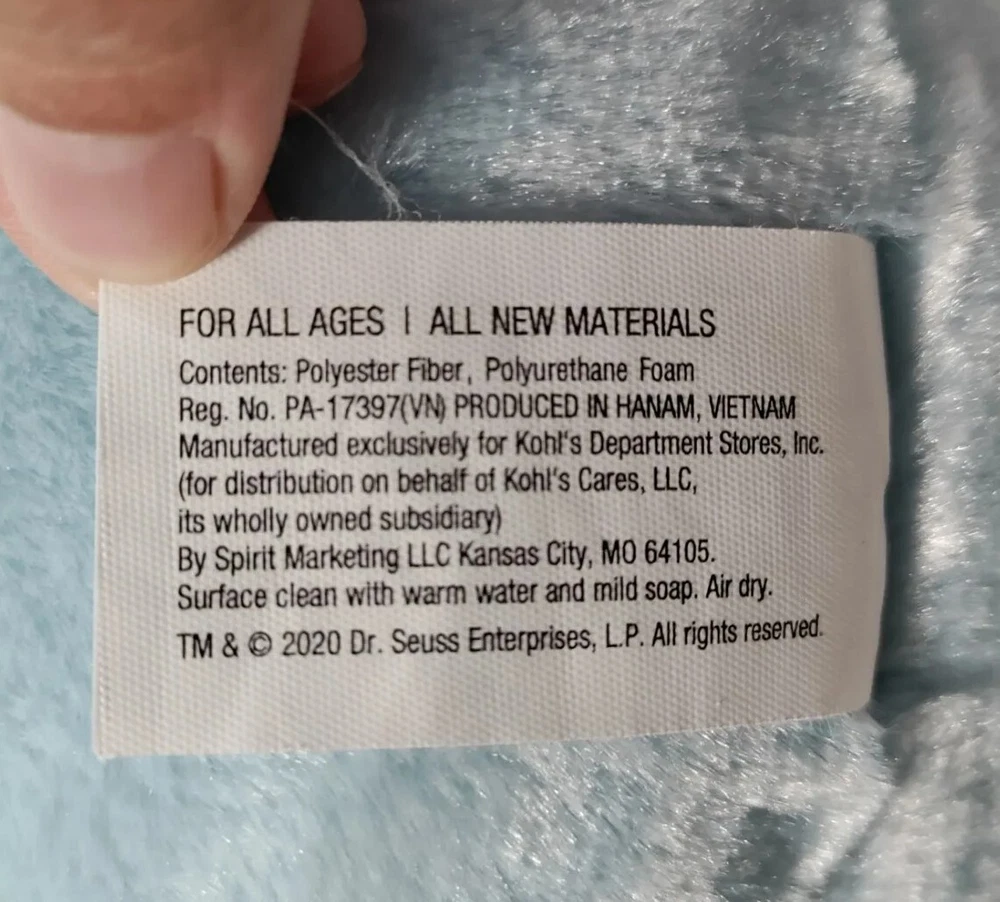 FOR ALL AGES | ALL NEW MATERIALS
Contents: Polyester Fiber, Polyurethane Foam
Reg. No. PA-17397(VN) PRODUCED IN HANAM, VIETNAM
Manufactured exclusively for Kohl's Department Stores, Inc.
(for distribution on behalf of Kohl's Cares, LLC,
its wholly owned subsidiary)
By Spirit Marketing LLC Kansas City, MO 64105.
Surface clean with warm water and mild soap. Air dry.
TM & © 2020 Dr. Seuss Enterprises, L.P. All rights reserved.